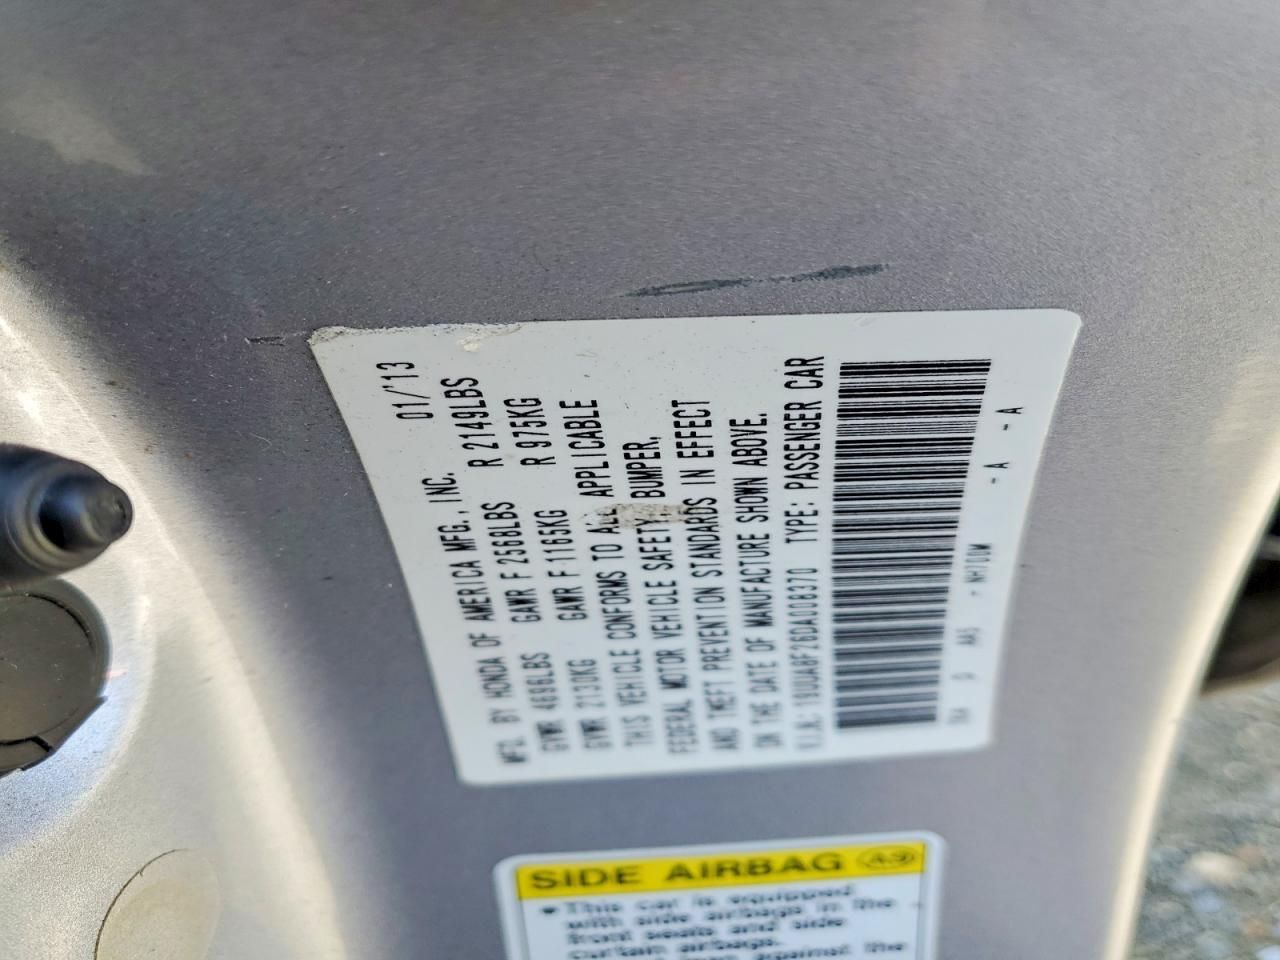 MFD. BY HONDA OF AMERICA MFG., INC. 01/'13
GVWR 4696LBS GAWR F 2568LBS R 2149LBS
GVWR 2130KG GAWR F 1165KG R 975KG
THIS VEHICLE CONFORMS TO ALL APPLICABLE
FEDERAL MOTOR VEHICLE SAFETY, BUMPER,
AND THEFT PREVENTION STANDARDS IN EFFECT
ON THE DATE OF MANUFACTURE SHOWN ABOVE.
V.I.N.: 19UUA8F26DA008370 TYPE: PASSENGER CAR
- NH700M - A - A
SIDE AIRBAG
• This car is equipped
with side airbags in the
front seats and side
curtain airbags.
against the